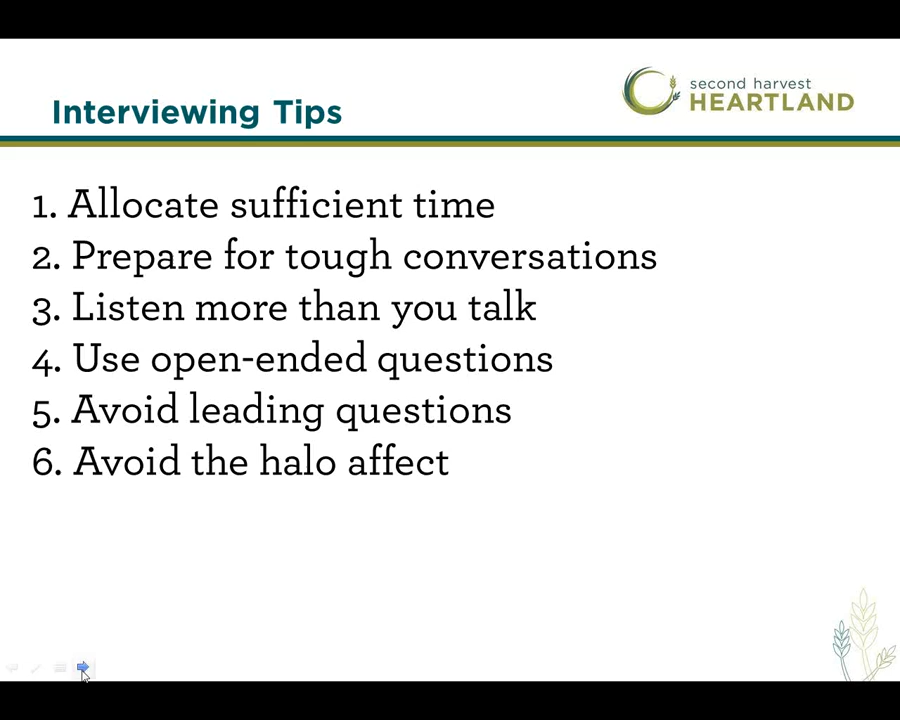 second harvest
HEARTLAND
Interviewing Tips
1. Allocate sufficient time
2. Prepare for tough conversations
3. Listen more than you talk
4. Use open-ended questions
5. Avoid leading questions
6. Avoid the halo affect